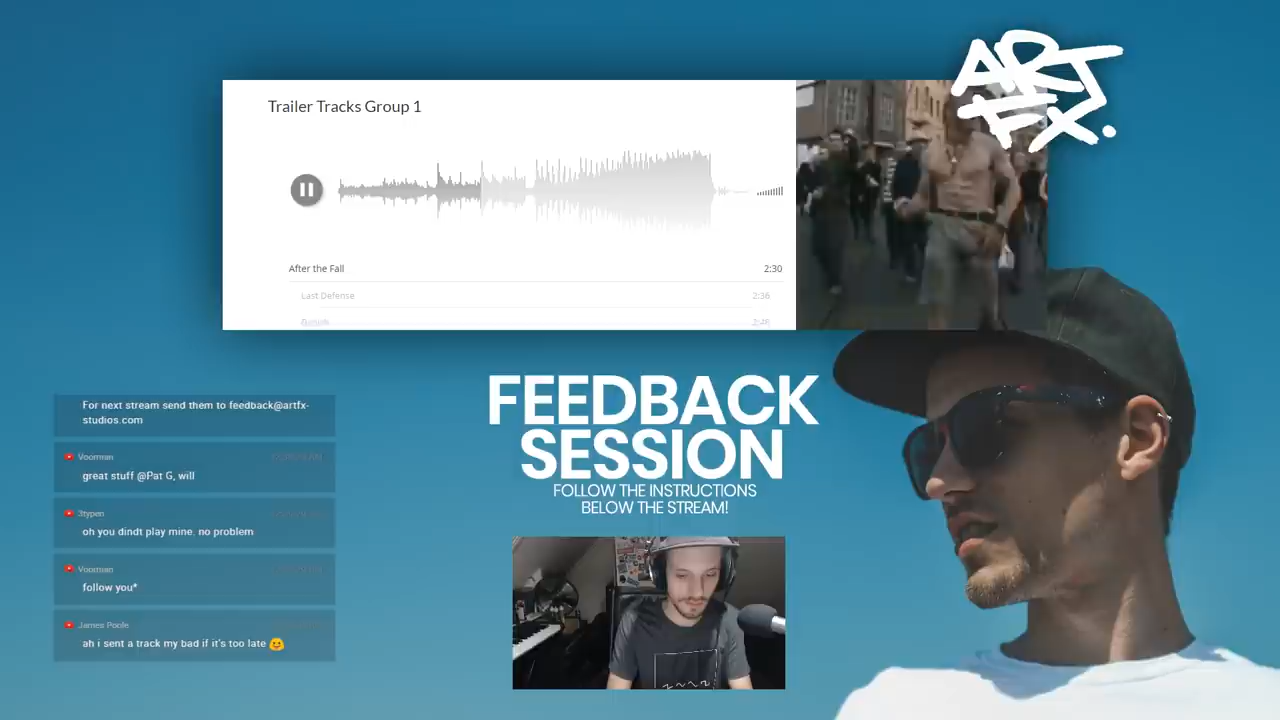 ART
FX.
Trailer Tracks Group 1
After the Fall 2:30
Last Defense 2:36
FEEDBACK
SESSION
FOLLOW THE INSTRUCTIONS
BELOW THE STREAM!
For next stream send them to feedback@artfx-
studios.com
Voorman
great stuff @Pat G, will
3typen
oh you dindt play mine. no problem
Voorman
follow you*
James Poole
ah i sent a track my bad if it's too late